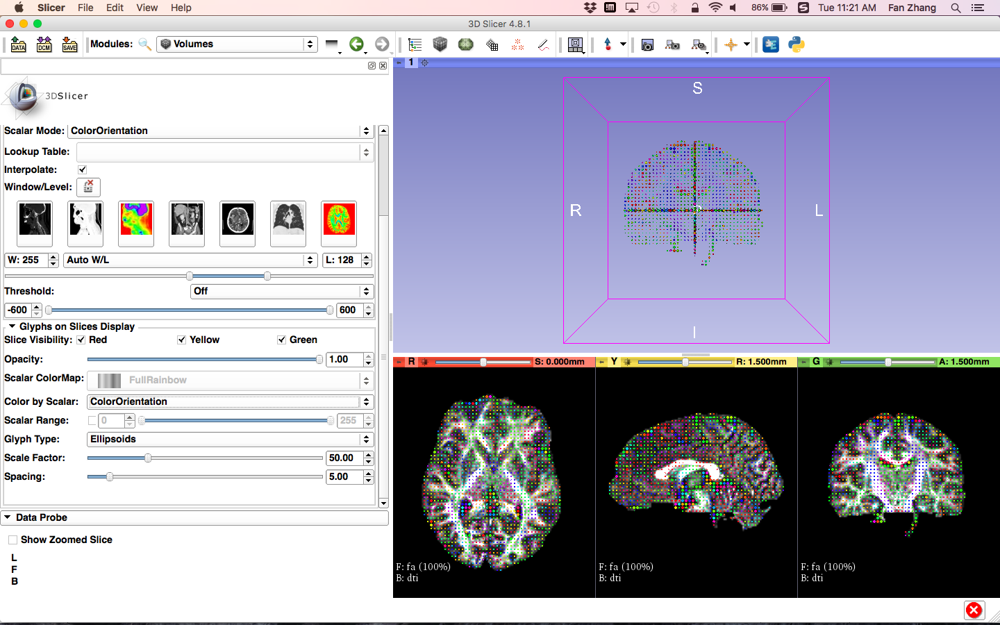 Slicer File Edit View Help 86% Tue 11:21 AM Fan Zhang
3D Slicer 4.8.1
DATA DCM SAVE Modules: Volumes
1
3DSlicer
Scalar Mode: ColorOrientation
Lookup Table:
Interpolate:
Window/Level:
W: 255 Auto W/L L: 128
Threshold: Off
-600 600
Glyphs on Slices Display
Slice Visibility: Red Yellow Green
Opacity: 1.00
Scalar ColorMap: FullRainbow
Color by Scalar: ColorOrientation
Scalar Range: 0 255
Glyph Type: Ellipsoids
Scale Factor: 50.00
Spacing: 5.00
Data Probe
Show Zoomed Slice
L
F
B
S
R L
I
R S: 0.000mm Y R: 1.500mm G A: 1.500mm
F: fa (100%) F: fa (100%) F: fa (100%)
B: dti B: dti B: dti